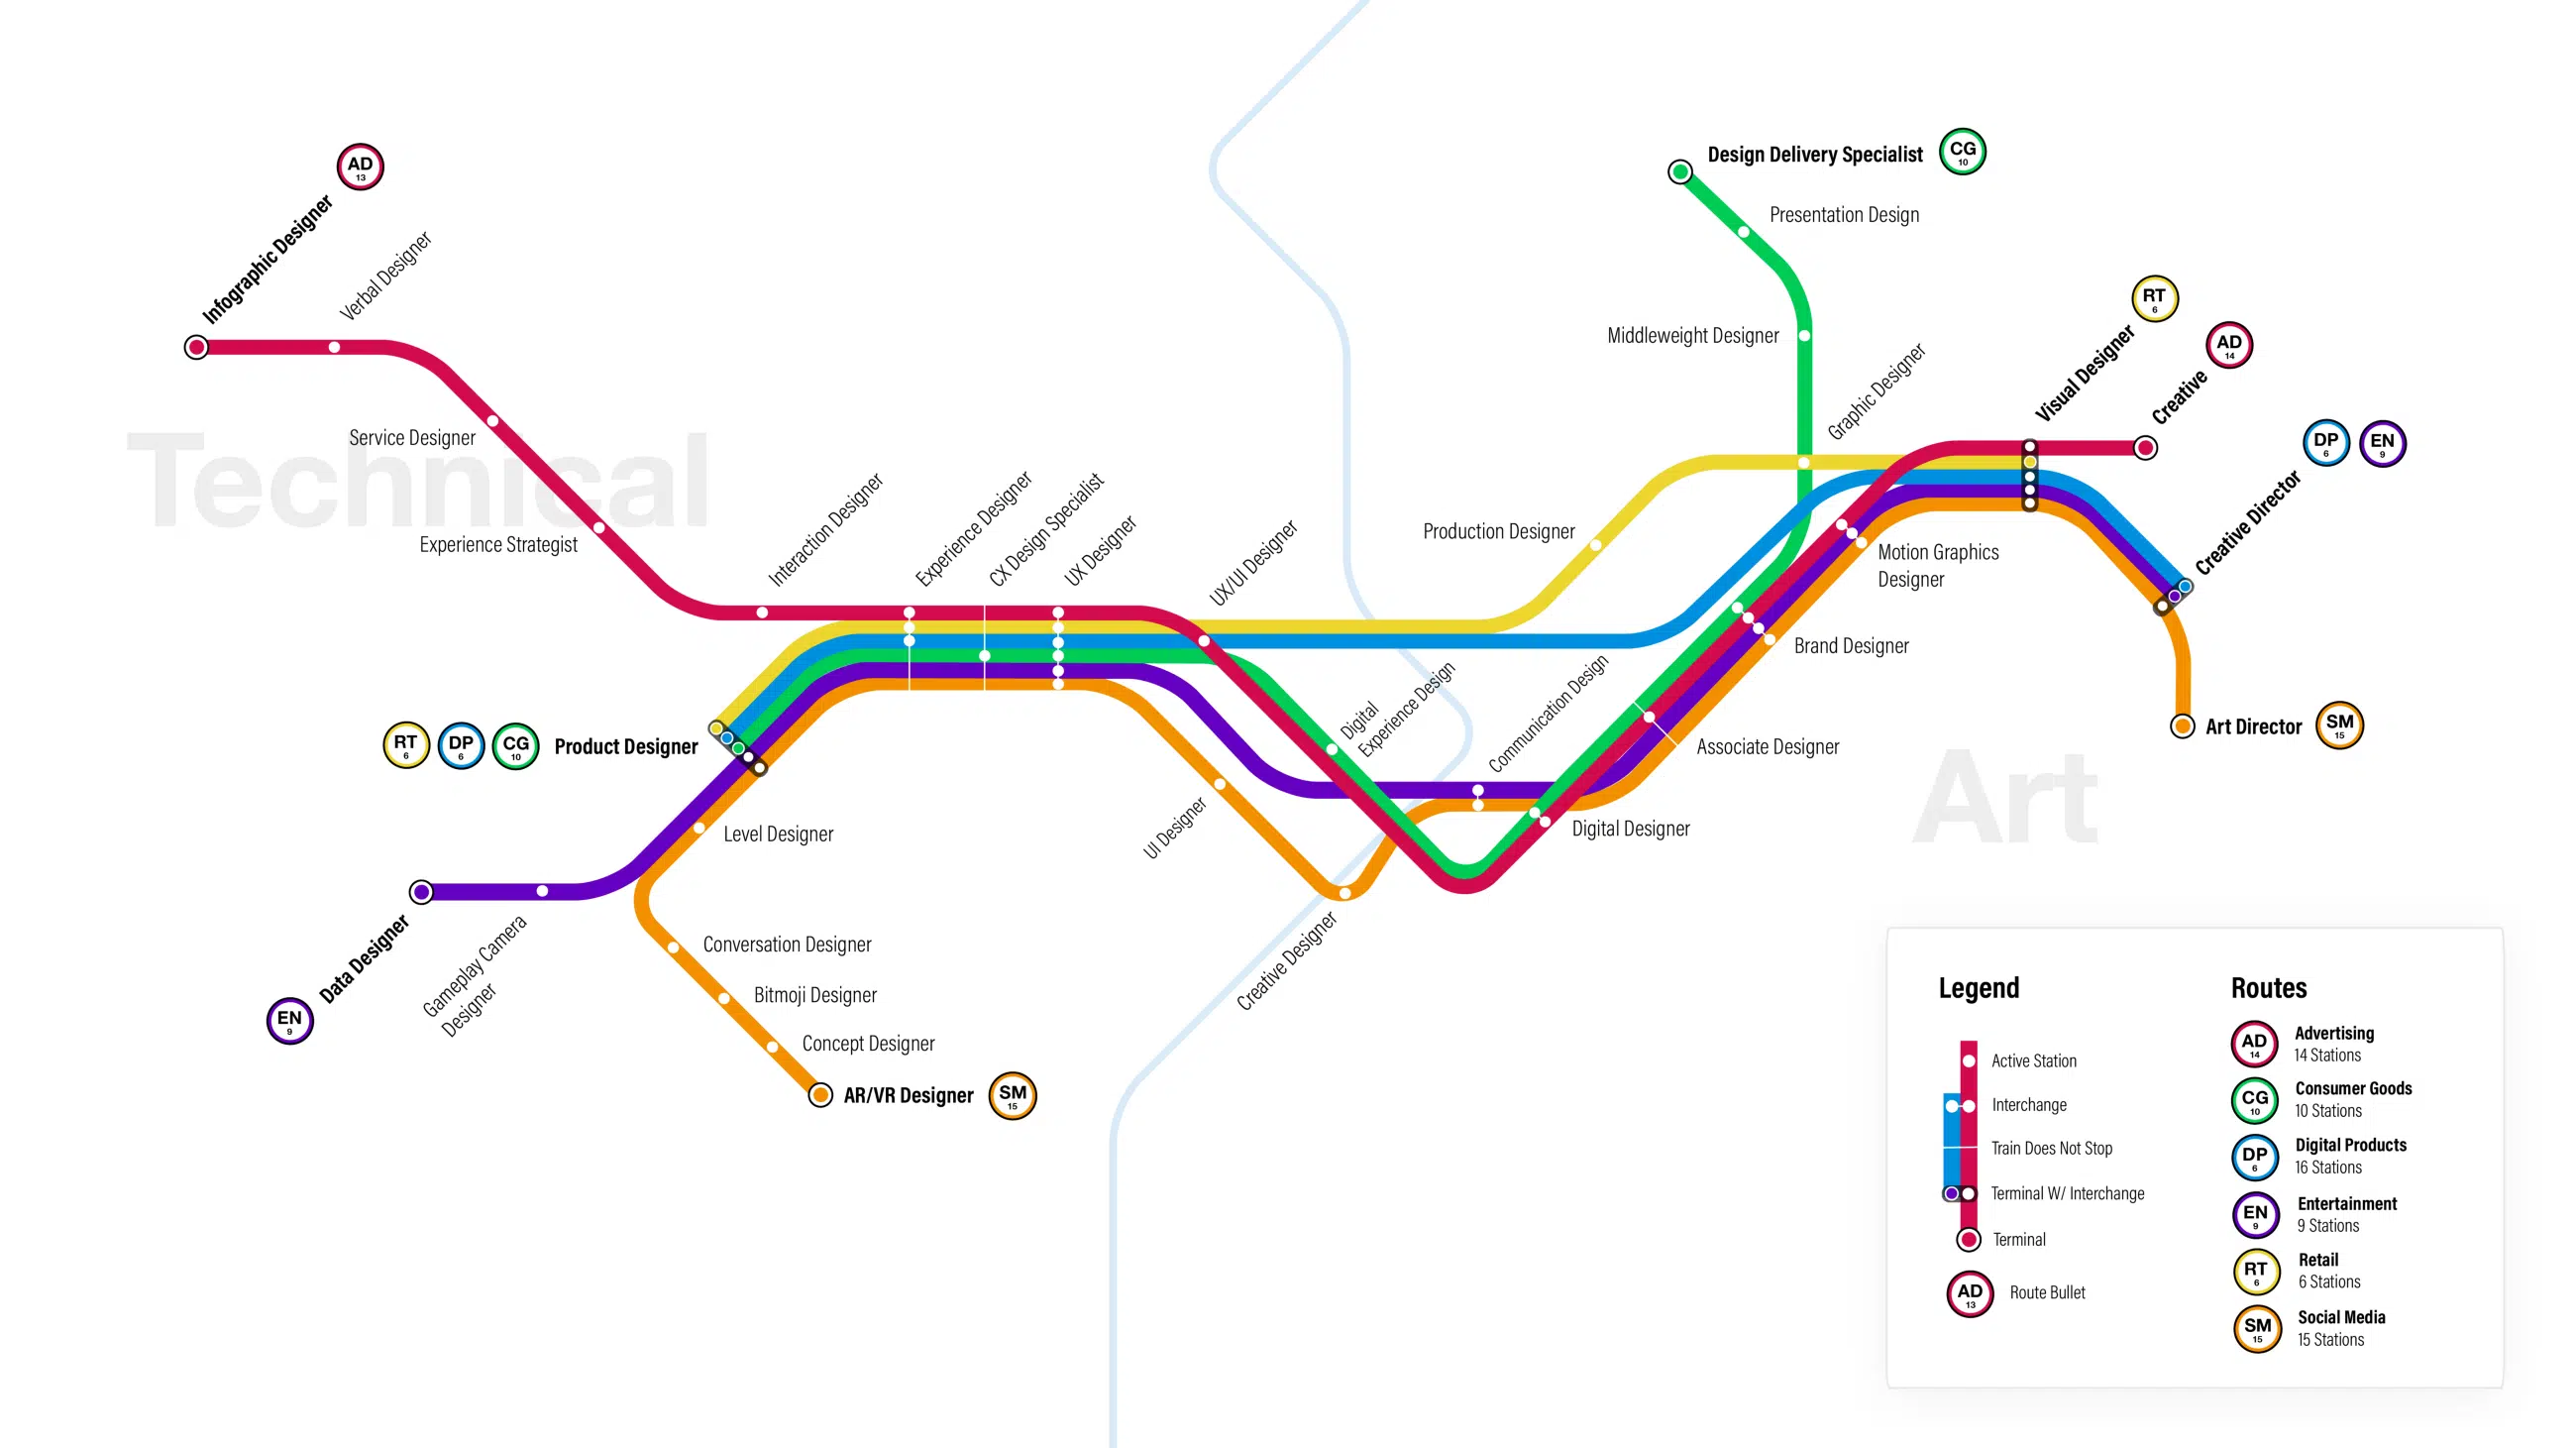 Technical
Art
AD
13
Infographic Designer
Verbal Designer
Service Designer
Experience Strategist
Interaction Designer
Experience Designer
CX Design Specialist
UX Designer
UX/UI Designer
RT
6
DP
6
CG
10
Product Designer
Level Designer
EN
9
Data Designer
Gameplay Camera
Designer
Conversation Designer
Bitmoji Designer
Concept Designer
AR/VR Designer
SM
15
UI Designer
Creative Designer
Digital
Experience Design
Communication Design
Digital Designer
Associate Designer
Brand Designer
Motion Graphics
Designer
Production Designer
Design Delivery Specialist
CG
10
Presentation Design
Middleweight Designer
Graphic Designer
Visual Designer
RT
6
Creative
AD
14
Creative Director
DP
6
EN
9
Art Director
SM
15
Legend
Active Station
Interchange
Train Does Not Stop
Terminal W/ Interchange
Terminal
AD
13
Route Bullet
Routes
AD
14
Advertising
14 Stations
CG
10
Consumer Goods
10 Stations
DP
6
Digital Products
16 Stations
EN
9
Entertainment
9 Stations
RT
6
Retail
6 Stations
SM
15
Social Media
15 Stations